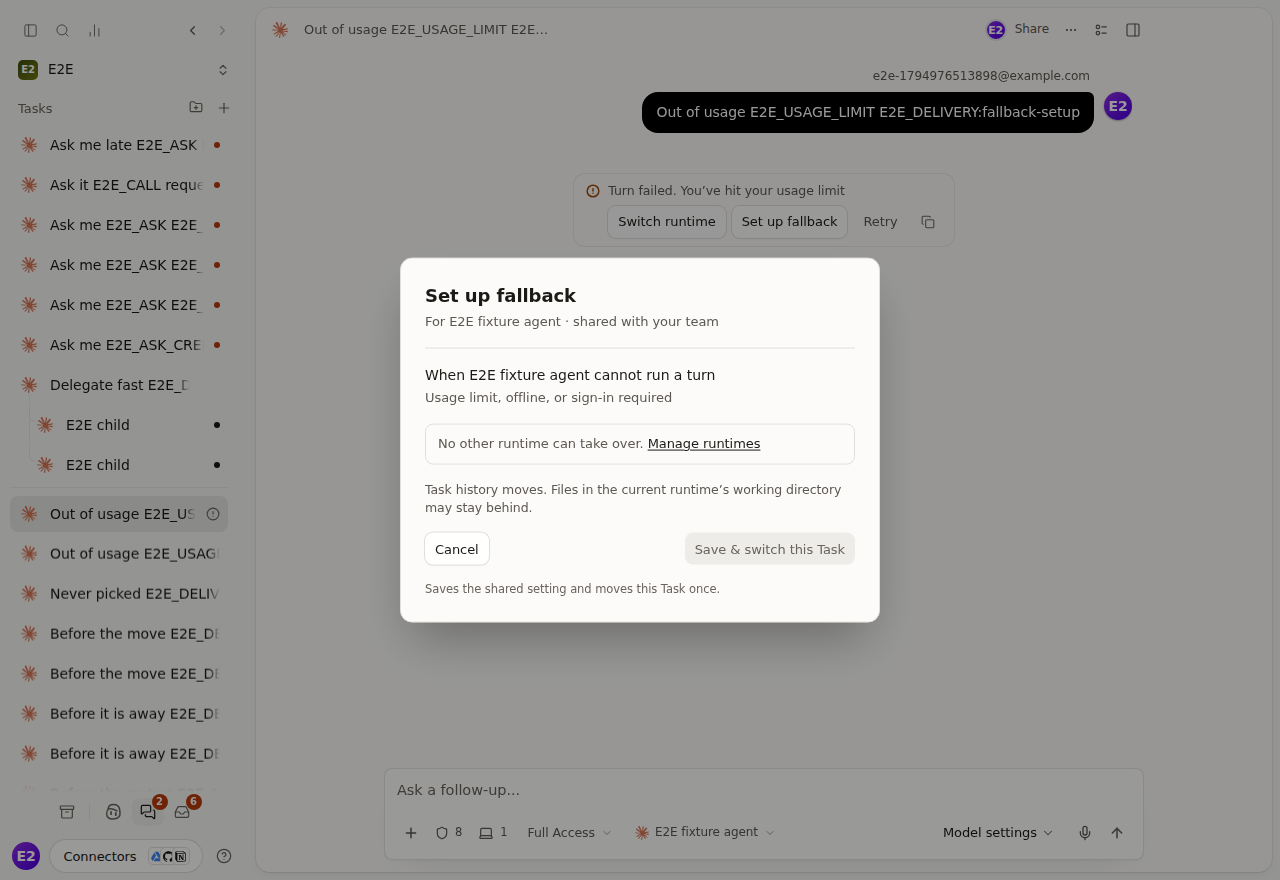 Out of usage E2E_USAGE_LIMIT E2E...
E2 Share
E2 E2E
Tasks
e2e-1794976513898@example.com
Out of usage E2E_USAGE_LIMIT E2E_DELIVERY:fallback-setup
E2
Ask me late E2E_ASK
Ask it E2E_CALL reque
Ask me E2E_ASK E2E_
Ask me E2E_ASK E2E_
Ask me E2E_ASK E2E_
Ask me E2E_ASK_CRE
Delegate fast E2E_D
E2E child
E2E child
Out of usage E2E_US
Out of usage E2E_USAG
Never picked E2E_DELIV
Before the move E2E_DE
Before the move E2E_DE
Before it is away E2E_DE
Before it is away E2E_DE
2
6
E2 Connectors
Turn failed. You’ve hit your usage limit
Switch runtime Set up fallback Retry
Set up fallback
For E2E fixture agent · shared with your team
When E2E fixture agent cannot run a turn
Usage limit, offline, or sign-in required
No other runtime can take over. Manage runtimes
Task history moves. Files in the current runtime’s working directory
may stay behind.
Cancel Save & switch this Task
Saves the shared setting and moves this Task once.
Ask a follow-up...
8 1 Full Access E2E fixture agent Model settings